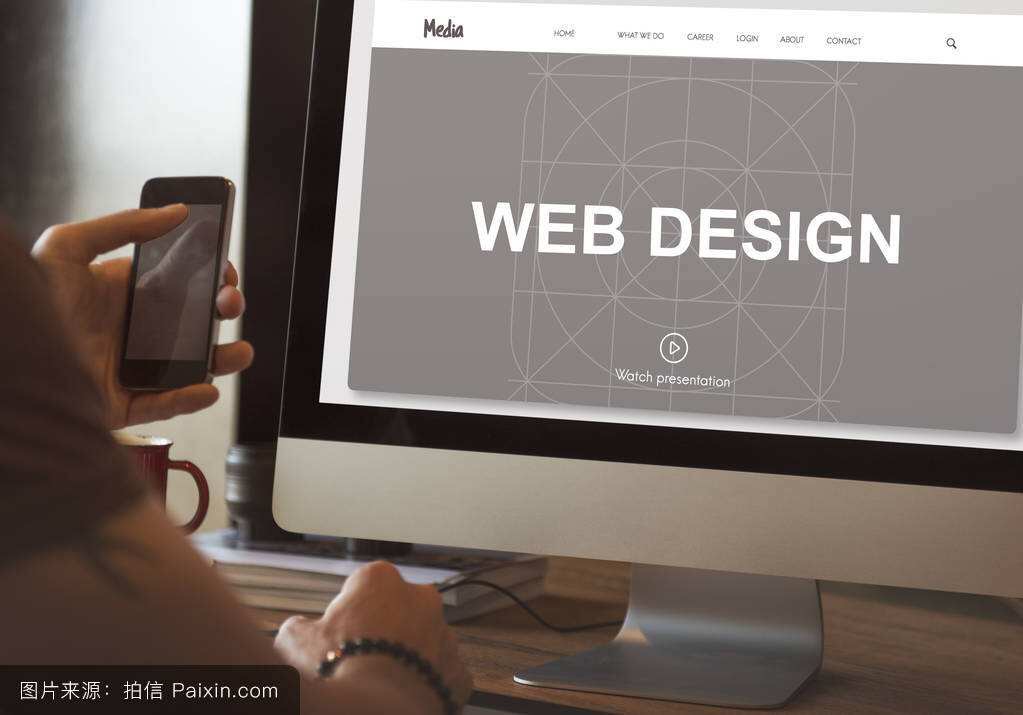 Media
HOME WHAT WE DO CAREER LOGIN ABOUT CONTACT
WEB DESIGN
Watch presentation
图片来源：拍信 Paixin.com